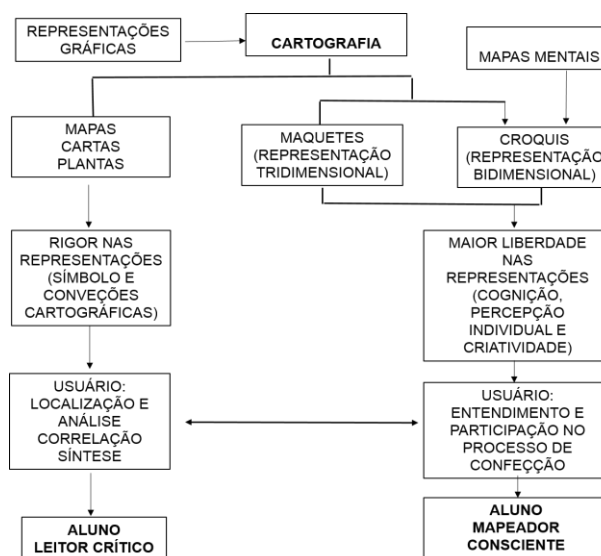 REPRESENTAÇÕES
GRÁFICAS
CARTOGRAFIA
MAPAS MENTAIS
MAPAS
CARTAS
PLANTAS
MAQUETES
(REPRESENTAÇÃO
TRIDIMENSIONAL)
CROQUIS
(REPRESENTAÇÃO
BIDIMENSIONAL)
RIGOR NAS
REPRESENTAÇÕES
(SÍMBOLO E
CONVEÇÕES
CARTOGRÁFICAS)
MAIOR LIBERDADE
NAS
REPRESENTAÇÕES
(COGNIÇÃO,
PERCEPÇÃO
INDIVIDUAL E
CRIATIVIDADE)
USUÁRIO:
LOCALIZAÇÃO E
ANÁLISE
CORRELAÇÃO
SÍNTESE
USUÁRIO:
ENTENDIMENTO E
PARTICIPAÇÃO NO
PROCESSO DE
CONFECÇÇÃO
ALUNO
LEITOR CRÍTICO
ALUNO
MAPEADOR
CONSCIENTE